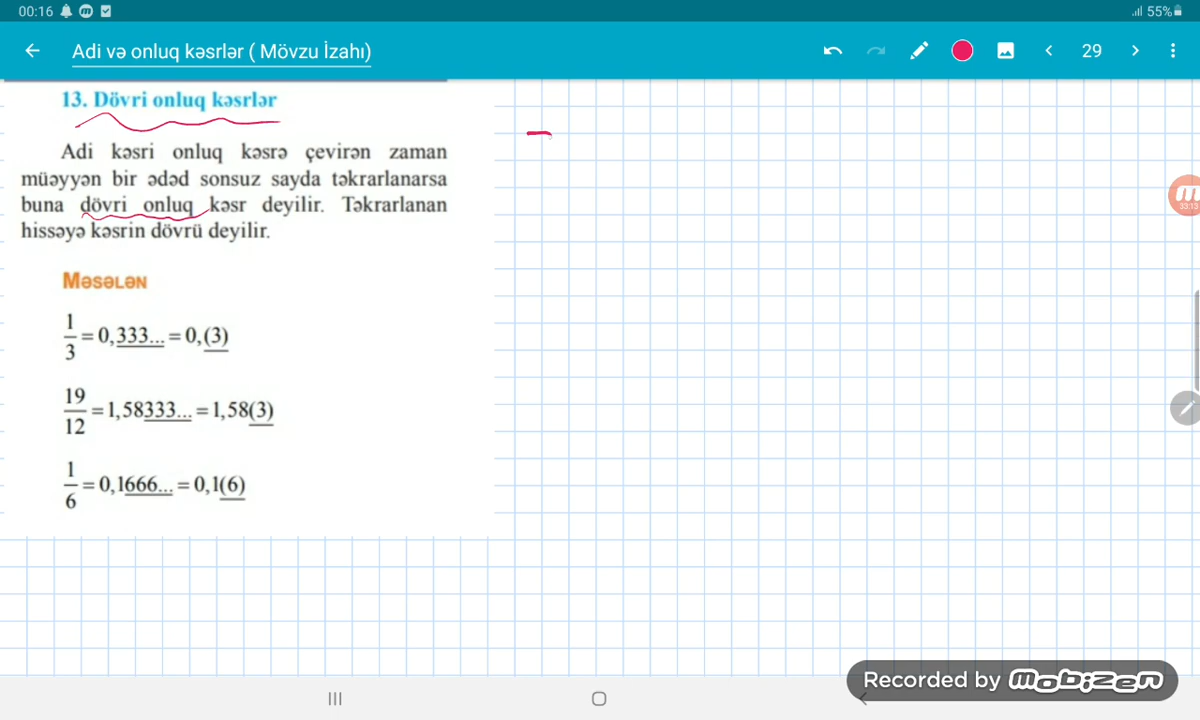 00:16
55%
Adi və onluq kəsrlər ( Mövzu İzahı)
29
13. Dövri onluq kəsrlər
Adi kəsri onluq kəsrə çevirən zaman
müəyyən bir ədəd sonsuz sayda təkrarlanarsa
buna dövri onluq kəsr deyilir. Təkrarlanan
hissəyə kəsrin dövrü deyilir.
MƏSƏLƏN
1/3 = 0,333... = 0,(3)
19/12 = 1,58333... = 1,58(3)
1/6 = 0,1666... = 0,1(6)
m
53:13
Recorded by mobizen